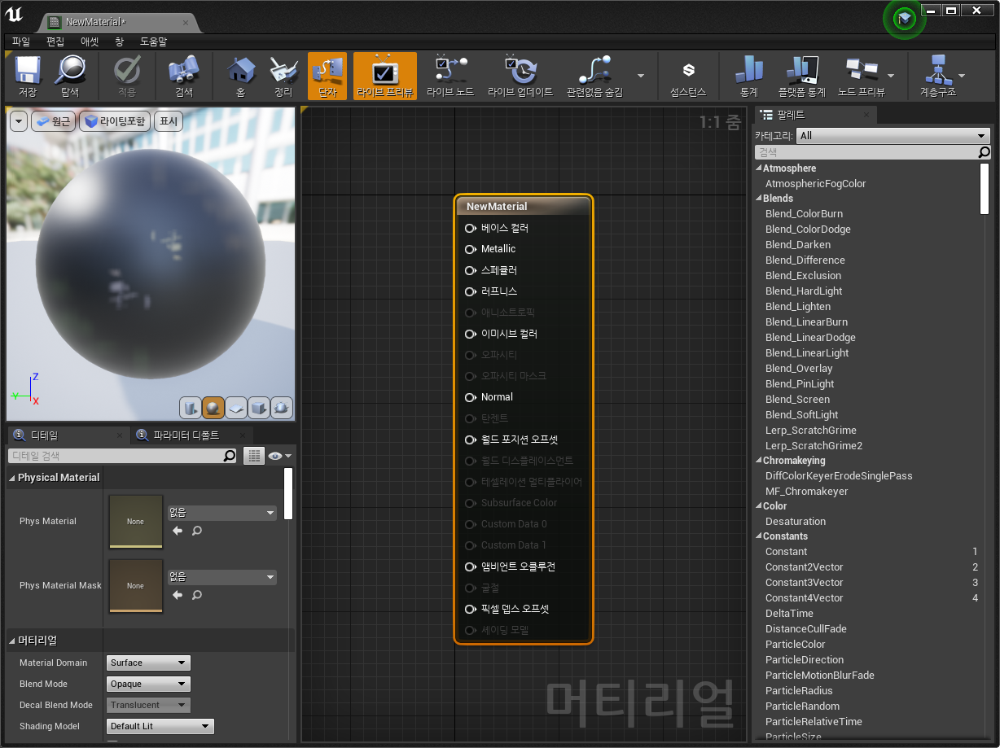 NewMaterial*
파일 편집 애셋 창 도움말
저장 탐색 적용 검색 홈 정리 단자 라이브 프리뷰 라이브 노드 라이브 업데이트 관련없음 숨김 섭스턴스 통계 플랫폼 통계 노드 프리뷰 계층구조
원근 라이팅포함 표시
Z
Y
X
디테일 파라미터 디폴트
디테일 검색
Physical Material
Phys Material None 없음
Phys Material Mask None 없음
머티리얼
Material Domain Surface
Blend Mode Opaque
Decal Blend Mode Translucent
Shading Model Default Lit
1:1 줌
NewMaterial
베이스 컬러
Metallic
스페큘러
러프니스
애니소트로픽
이미시브 컬러
오파시티
오파시티 마스크
Normal
탄젠트
월드 포지션 오프셋
월드 디스플레이스먼트
테셀레이션 멀티플라이어
Subsurface Color
Custom Data 0
Custom Data 1
앰비언트 오클루전
굴절
픽셀 뎁스 오프셋
셰이딩 모델
머티리얼
팔레트
카테고리: All
검색
Atmosphere
AtmosphericFogColor
Blends
Blend_ColorBurn
Blend_ColorDodge
Blend_Darken
Blend_Difference
Blend_Exclusion
Blend_HardLight
Blend_Lighten
Blend_LinearBurn
Blend_LinearDodge
Blend_LinearLight
Blend_Overlay
Blend_PinLight
Blend_Screen
Blend_SoftLight
Lerp_ScratchGrime
Lerp_ScratchGrime2
Chromakeying
DiffColorKeyerErodeSinglePass
MF_Chromakeyer
Color
Desaturation
Constants
Constant 1
Constant2Vector 2
Constant3Vector 3
Constant4Vector 4
DeltaTime
DistanceCullFade
ParticleColor
ParticleDirection
ParticleMotionBlurFade
ParticleRadius
ParticleRandom
ParticleRelativeTime
ParticleSize